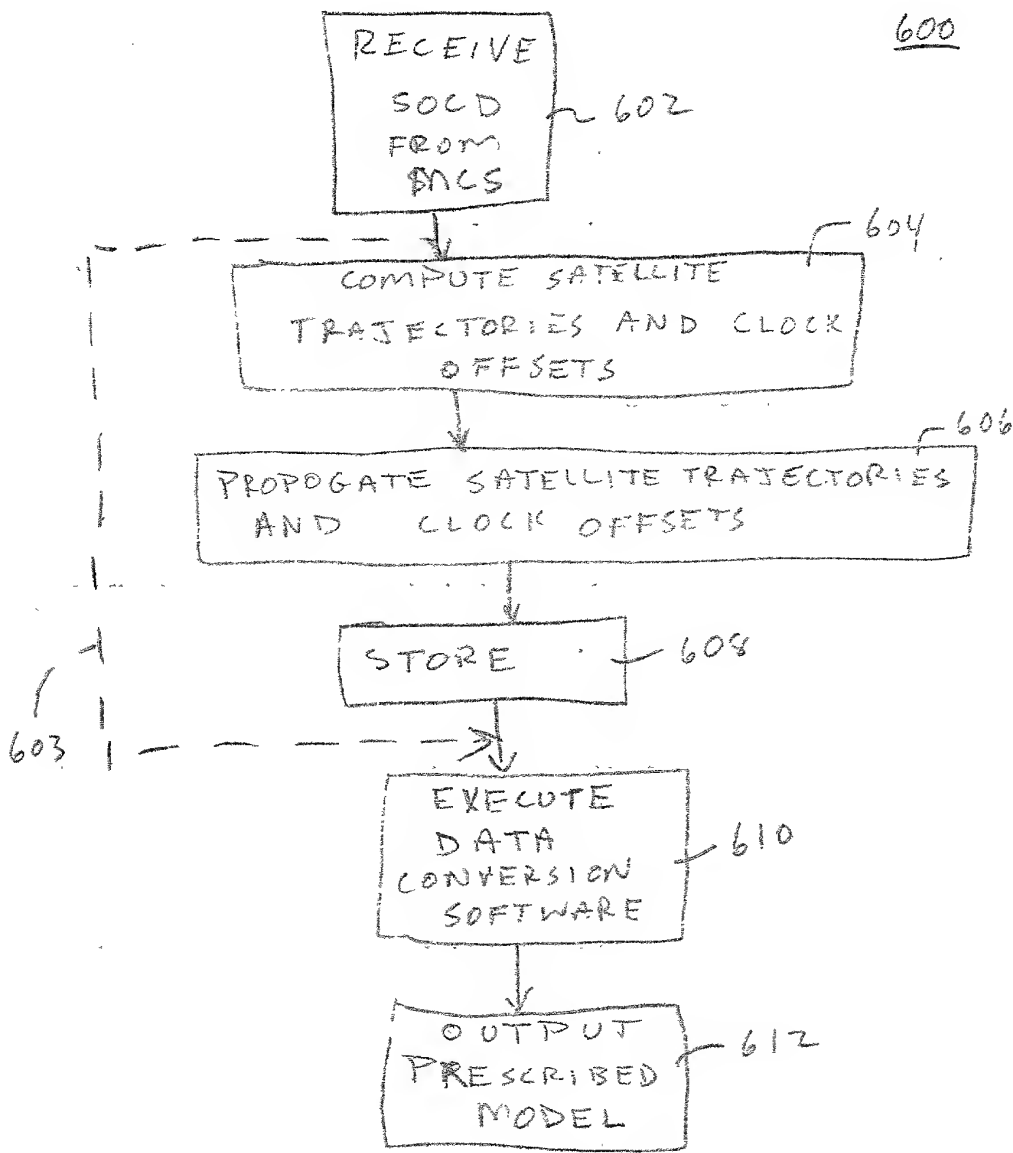 600
RECEIVE
SOCD
FROM
MCS
602
604
COMPUTE SATELLITE
TRAJECTORIES AND CLOCK
OFFSETS
606
PROPOGATE SATELLITE TRAJECTORIES
AND CLOCK OFFSETS
STORE
608
603
EXECUTE
DATA
CONVERSION
SOFTWARE
610
OUTPUT
PRESCRIBED
MODEL
612